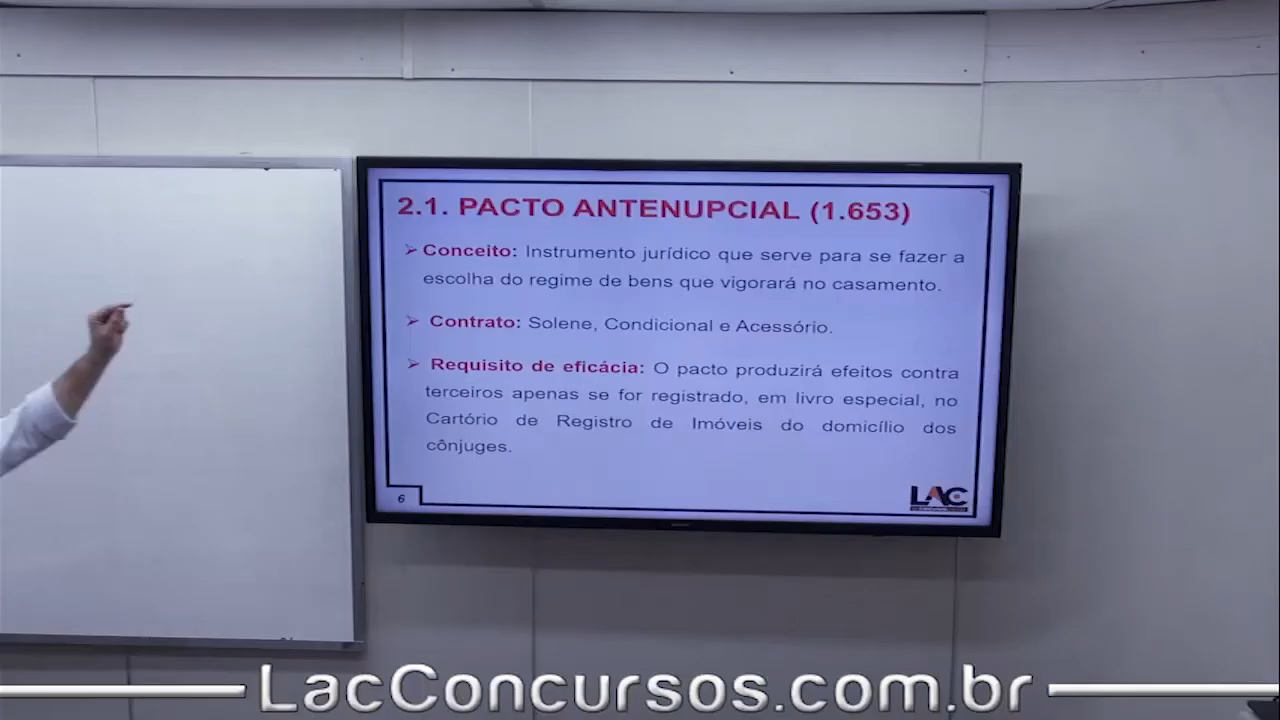 2.1. PACTO ANTENUPCIAL (1.653)
➢ Conceito: Instrumento jurídico que serve para se fazer a
escolha do regime de bens que vigorará no casamento.
➢ Contrato: Solene, Condicional e Acessório.
➢ Requisito de eficácia: O pacto produzirá efeitos contra
terceiros apenas se for registrado, em livro especial, no
Cartório de Registro de Imóveis do domicílio dos
cônjuges.
6
LAC
LacConcursos.com.br